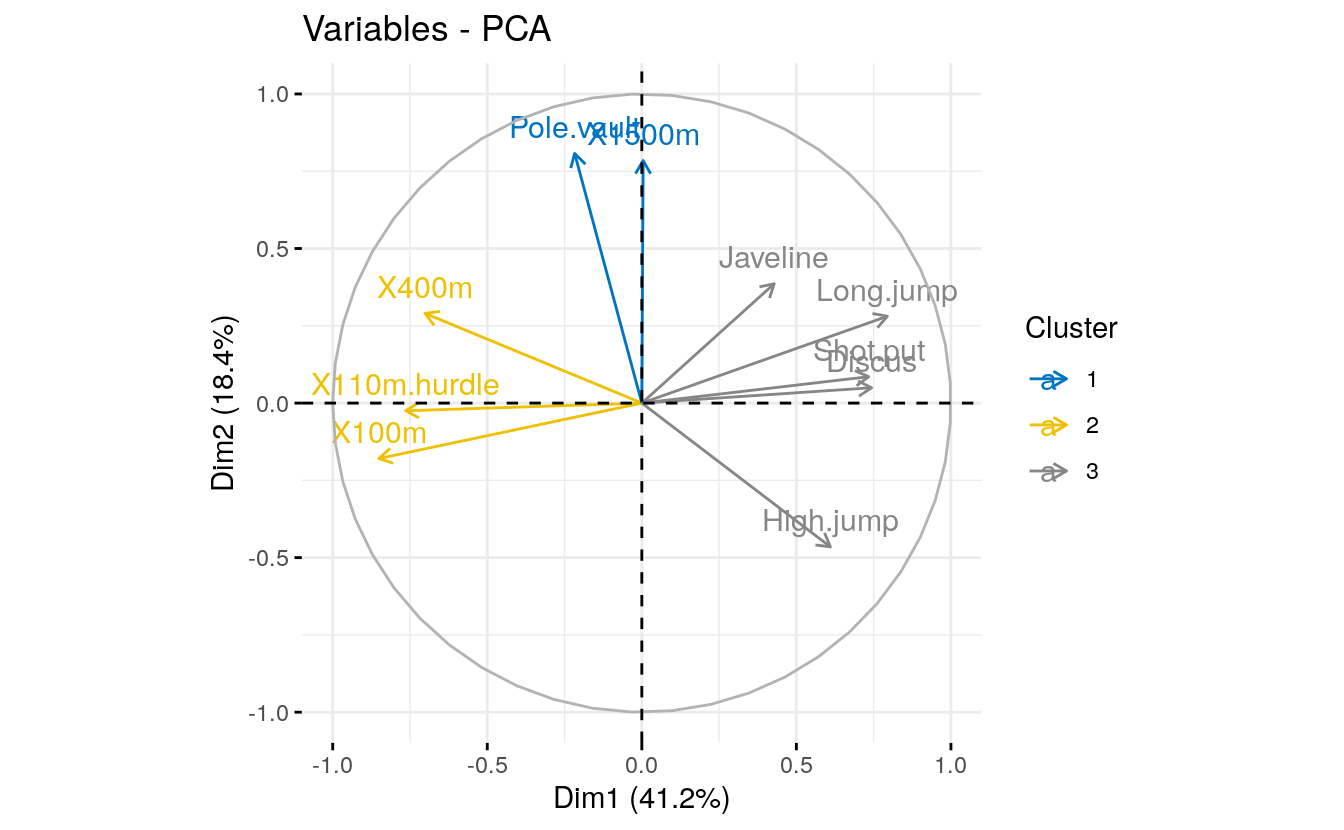 Variables - PCA
1.0
0.5
0.0
-0.5
-1.0
Dim2 (18.4%)
Pole.vault
X1500m
Javeline
X400m
Long.jump
Shot.put
Discus
X110m.hurdle
X100m
High.jump
-1.0
-0.5
0.0
0.5
1.0
Dim1 (41.2%)
Cluster
a 1
a 2
a 3